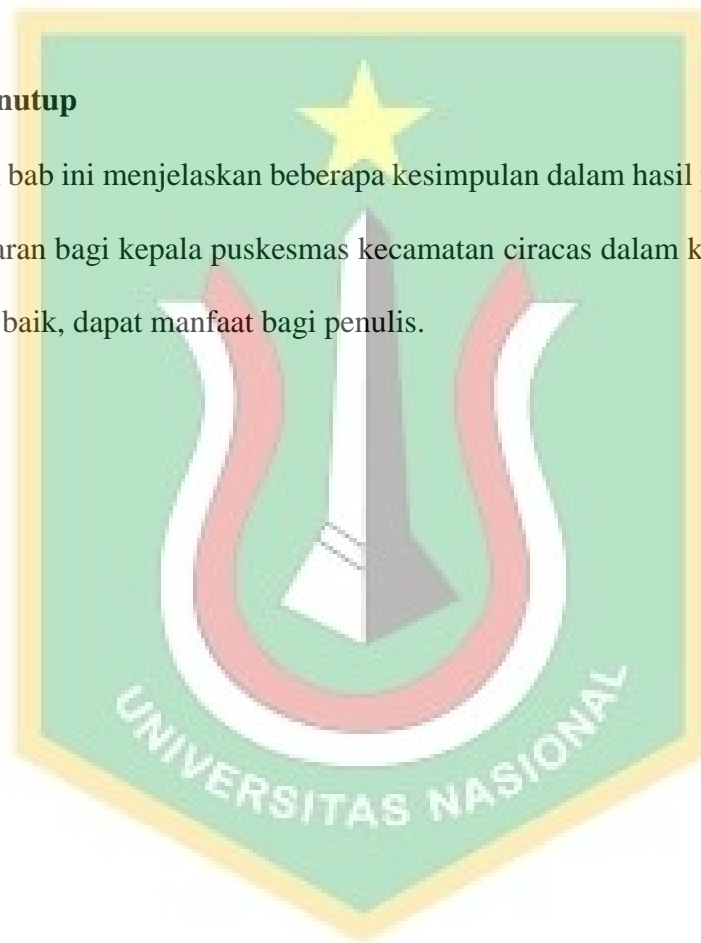 nutup
bab ini menjelaskan beberapa kesimpulan dalam hasil
aran bagi kepala puskesmas kecamatan ciracas dalam k
baik, dapat manfaat bagi penulis.
UNIVERSITAS NASIONAL